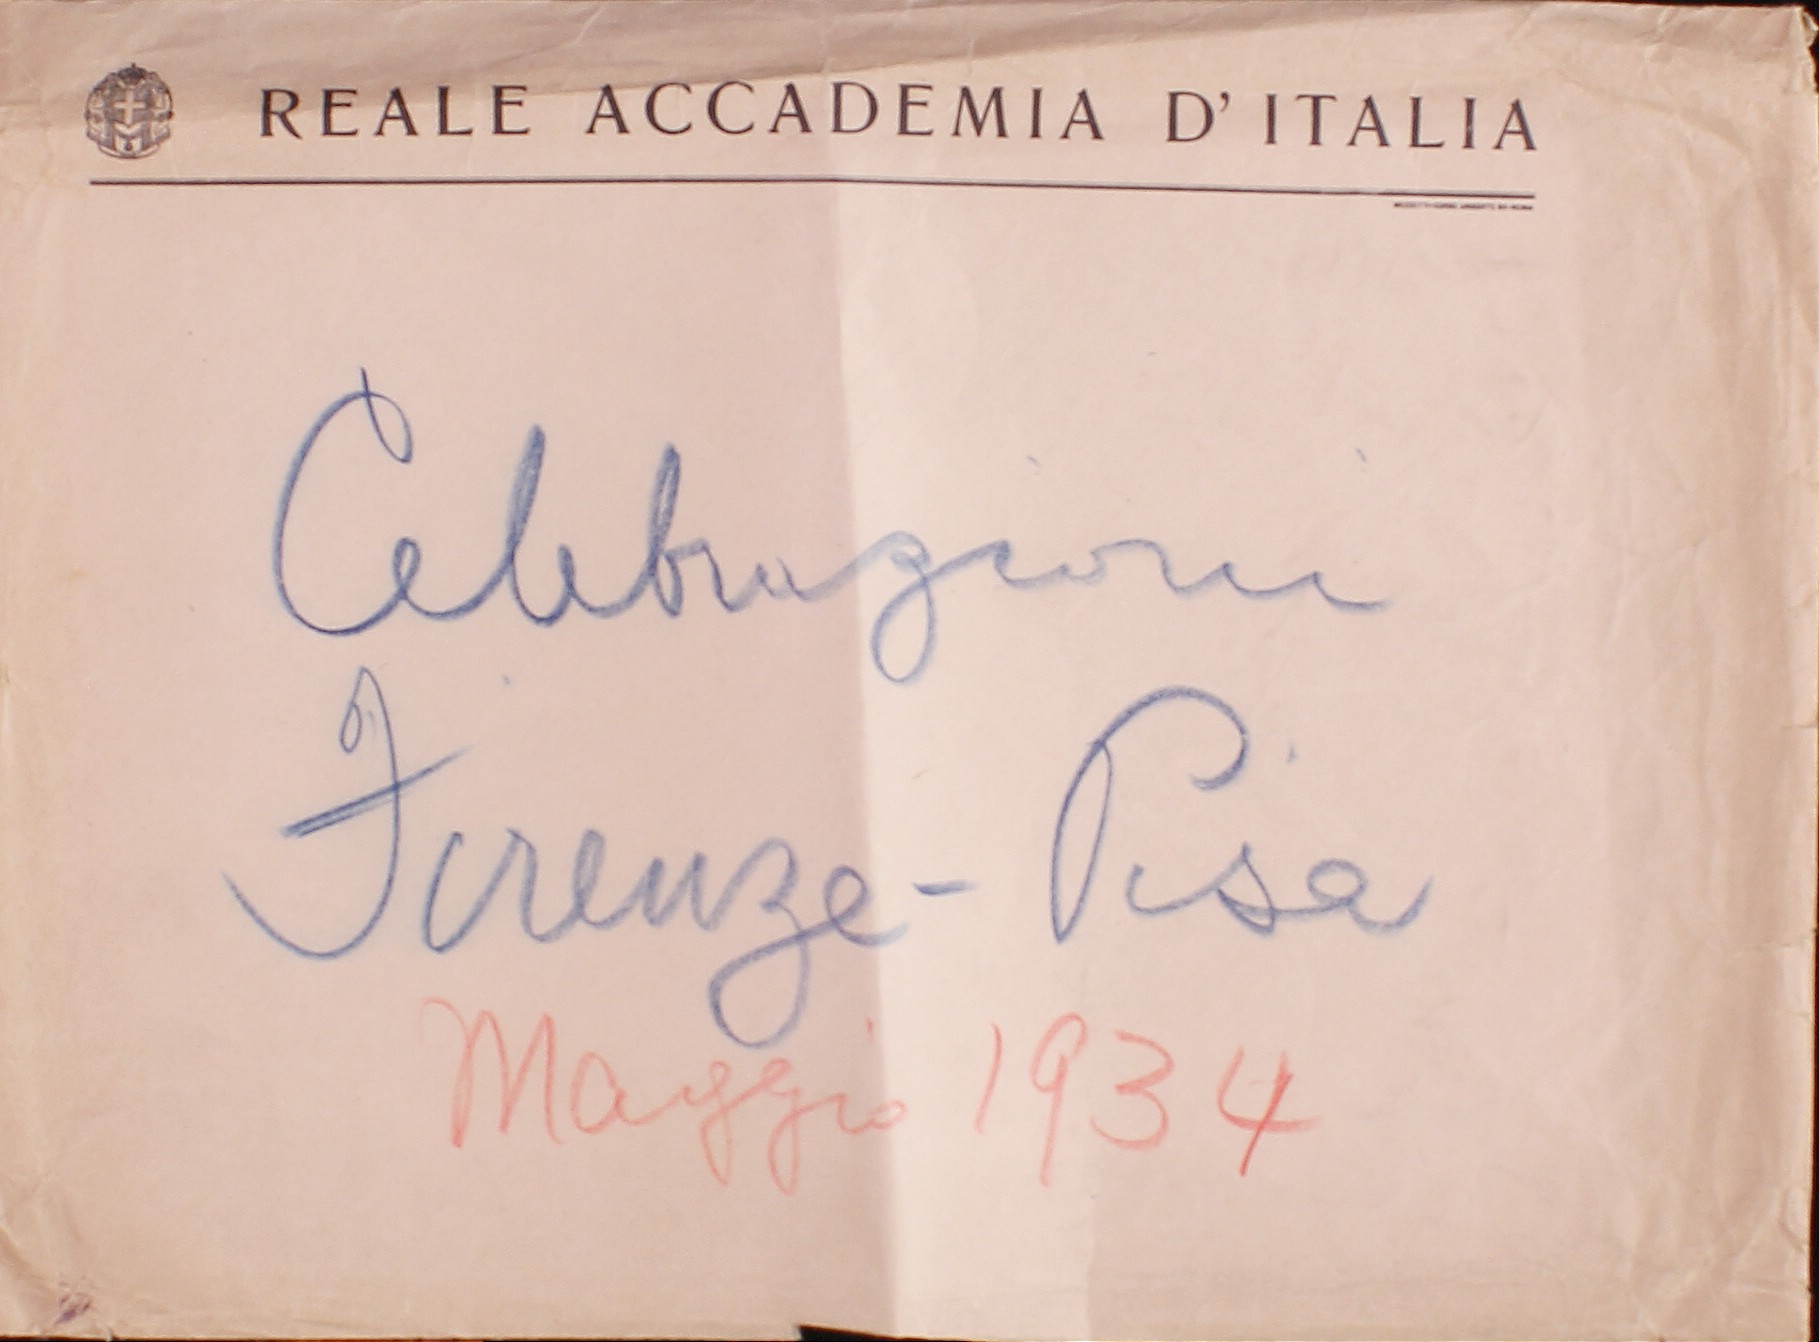 REALE ACCADEMIA D'ITALIA
Celebrazioni
Firenze - Pisa
Maggio 1934